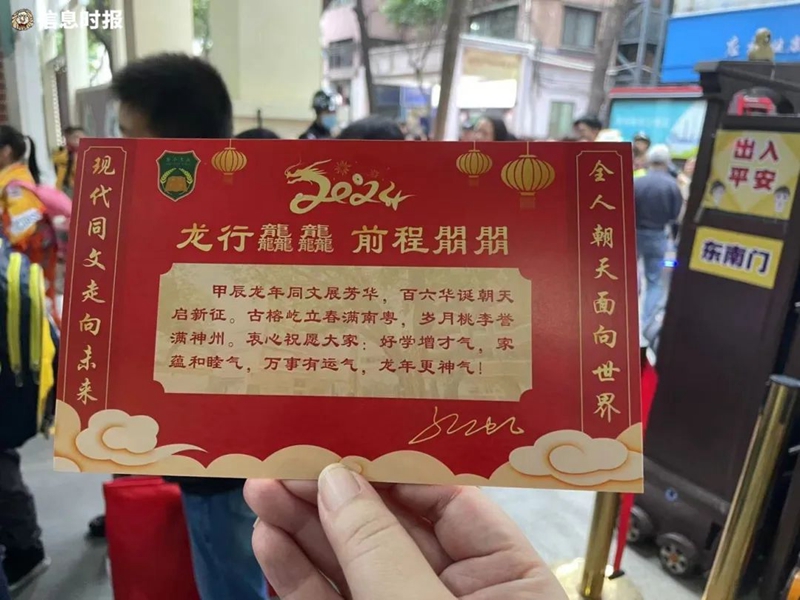 信息时报
现代同文走向未来
2024
龙行龘龘 前程朤朤
甲辰龙年同文展芳华，百六华诞朝天
启新征。古榕屹立春满南粤，岁月桃李誉
满神州。衷心祝愿大家：好学增才气，家
蕴和睦气，万事有运气，龙年更神气！
全人朝天面向世界
出入
平安
东南门